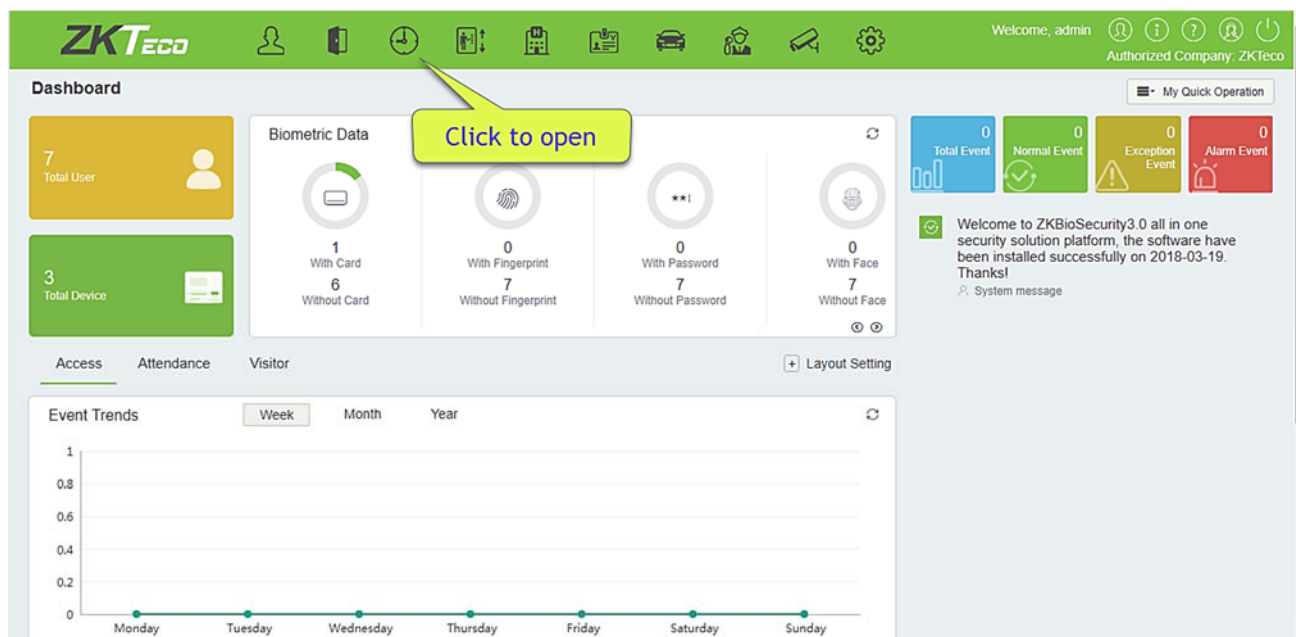 ZKTECO
Welcome, admin
Authorized Company: ZKTeco
Dashboard
My Quick Operation
7
Total User
Biometric Data
Click to open
**|
1
With Card
6
Without Card
0
With Fingerprint
7
Without Fingerprint
0
With Password
7
Without Password
0
With Face
7
Without Face
0
Total Event
0
Normal Event
0
Exception
Event
0
Alarm Event
3
Total Device
Welcome to ZKBioSecurity3.0 all in one
security solution platform, the software have
been installed successfully on 2018-03-19.
Thanks!
System message
Access Attendance Visitor
+ Layout Setting
Event Trends Week Month Year
1
0.8
0.6
0.4
0.2
0
Monday Tuesday Wednesday Thursday Friday Saturday Sunday